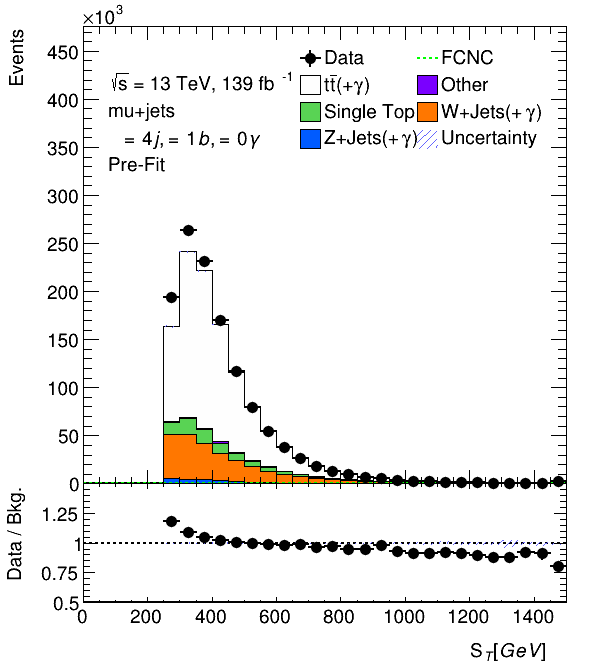 ×10³
Events
450
400
350
300
250
200
150
100
50
0
√s = 13 TeV, 139 fb⁻¹
mu+jets
= 4j, = 1b, = 0γ
Pre-Fit
Data
FCNC
tt̄(+γ)
Other
Single Top
W+Jets(+γ)
Z+Jets(+γ)
Uncertainty
Data / Bkg.
1.25
1
0.75
0.5
0 200 400 600 800 1000 1200 1400
S_T[GeV]